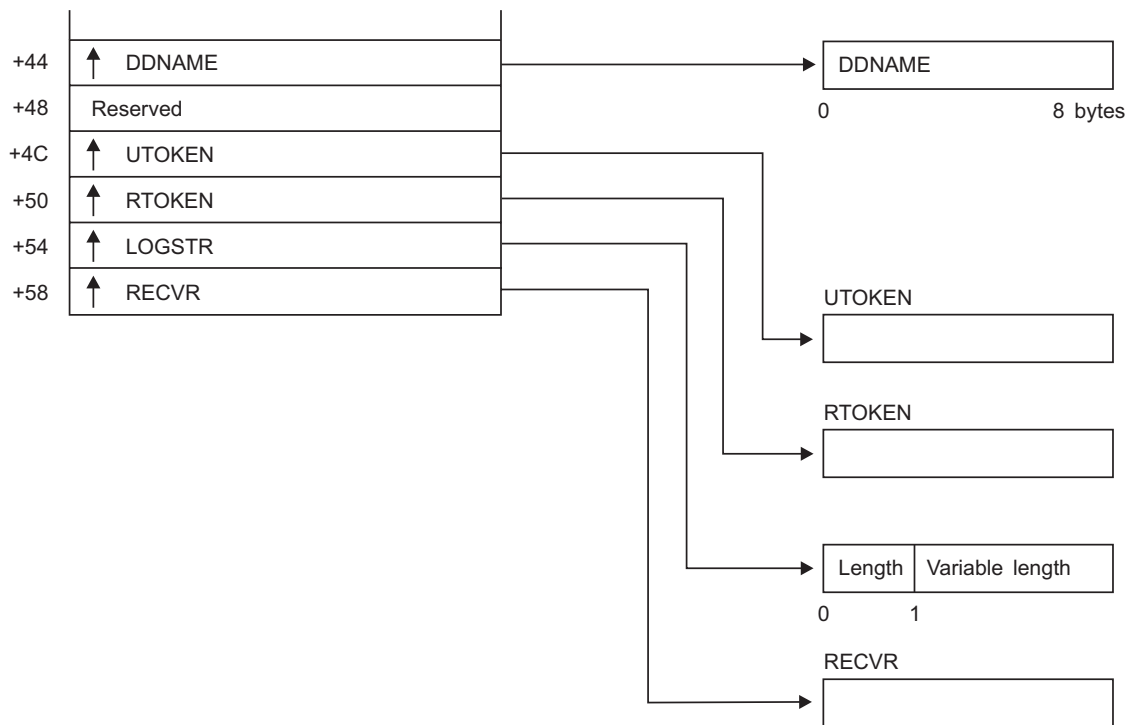 +44 DDNAME
DDNAME
+48 Reserved
0 8 bytes
+4C UTOKEN
+50 RTOKEN
+54 LOGSTR
+58 RECVR
UTOKEN
RTOKEN
Length Variable length
0 1
RECVR